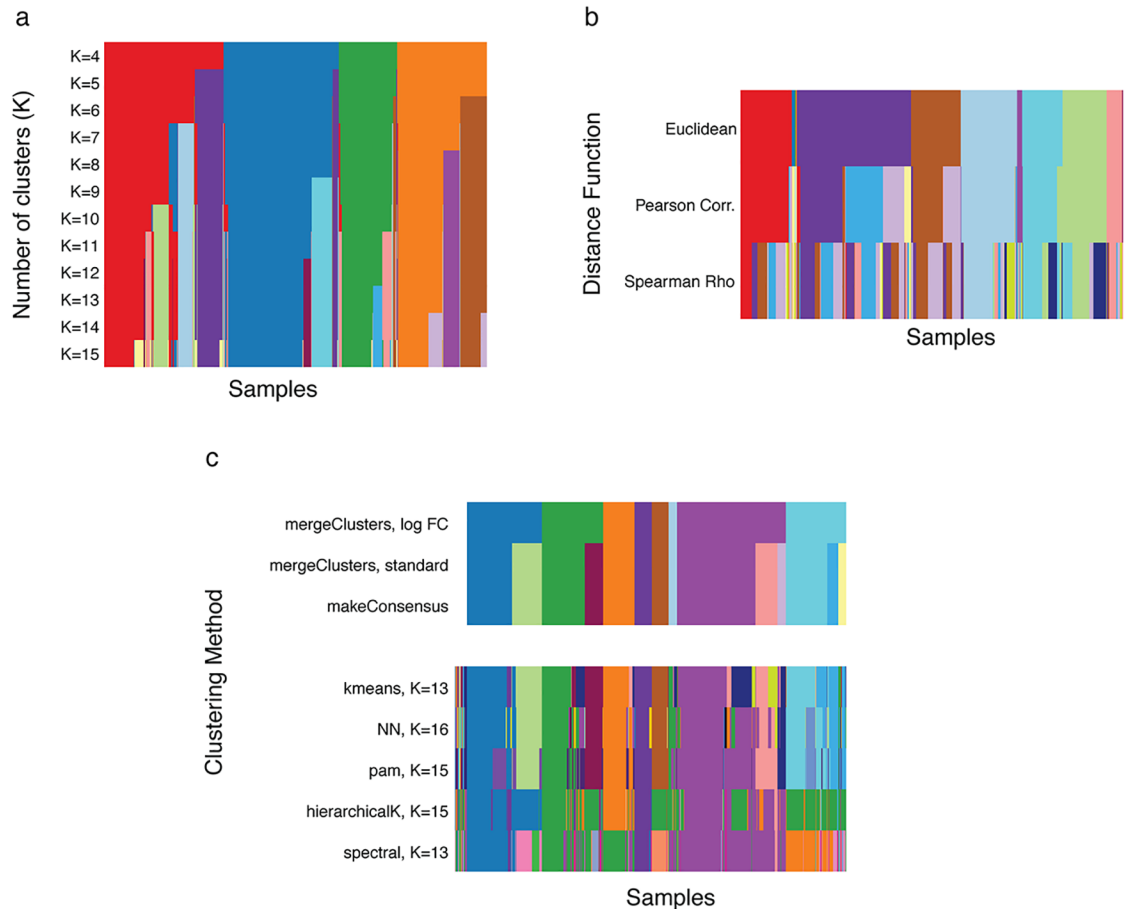 a
Number of clusters (K)
K=4
K=5
K=6
K=7
K=8
K=9
K=10
K=11
K=12
K=13
K=14
K=15
Samples
b
Distance Function
Euclidean
Pearson Corr.
Spearman Rho
Samples
c
Clustering Method
mergeClusters, log FC
mergeClusters, standard
makeConsensus
kmeans, K=13
NN, K=16
pam, K=15
hierarchicalK, K=15
spectral, K=13
Samples